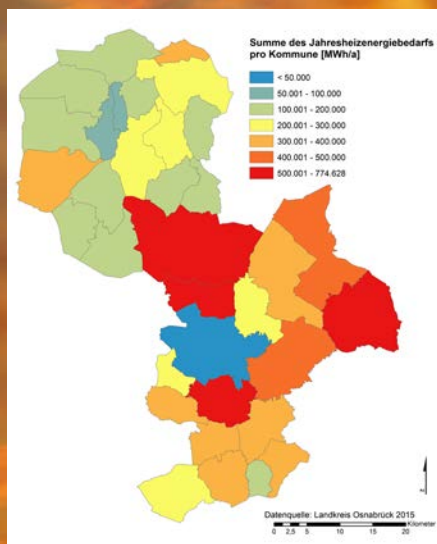 Summe des Jahresheizenergiebedarfs
pro Kommune [MWh/a]
< 50.000
50.001 - 100.000
100.001 - 200.000
200.001 - 300.000
300.001 - 400.000
400.001 - 500.000
500.001 - 774.628
Datenquelle: Landkreis Osnabrück 2015
Kilometer
0 2,5 5 10 15 20